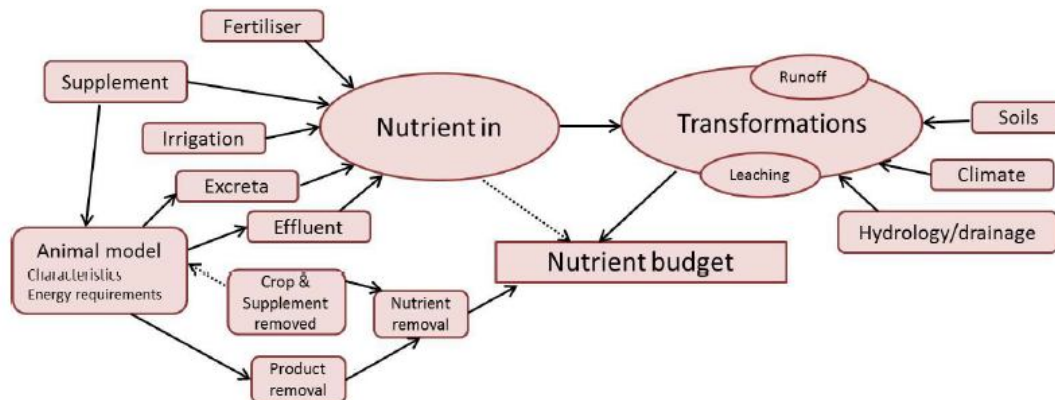 Fertiliser
Supplement
Runoff
Nutrient in
Transformations
Soils
Irrigation
Leaching
Climate
Excreta
Effluent
Hydrology/drainage
Animal model
Characteristics
Energy requirements
Nutrient budget
Crop &
Supplement
removed
Nutrient
removal
Product
removal